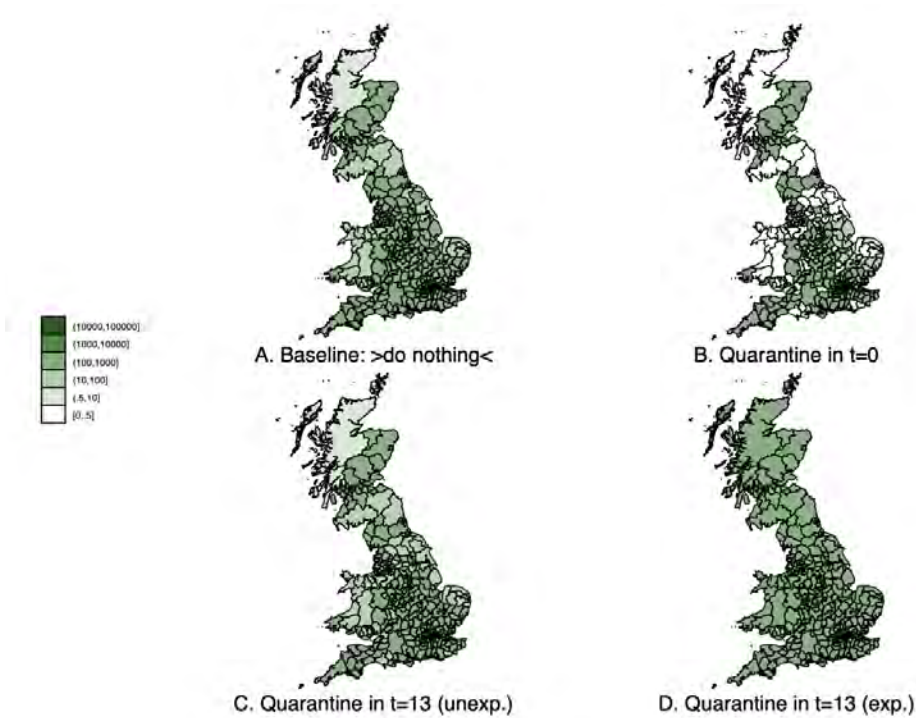 A. Baseline: >do nothing<
B. Quarantine in t=0
(10000,100000]
(1000,10000]
(100,1000]
(10,100]
(.5,10]
[0,.5]
C. Quarantine in t=13 (unexp.)
D. Quarantine in t=13 (exp.)